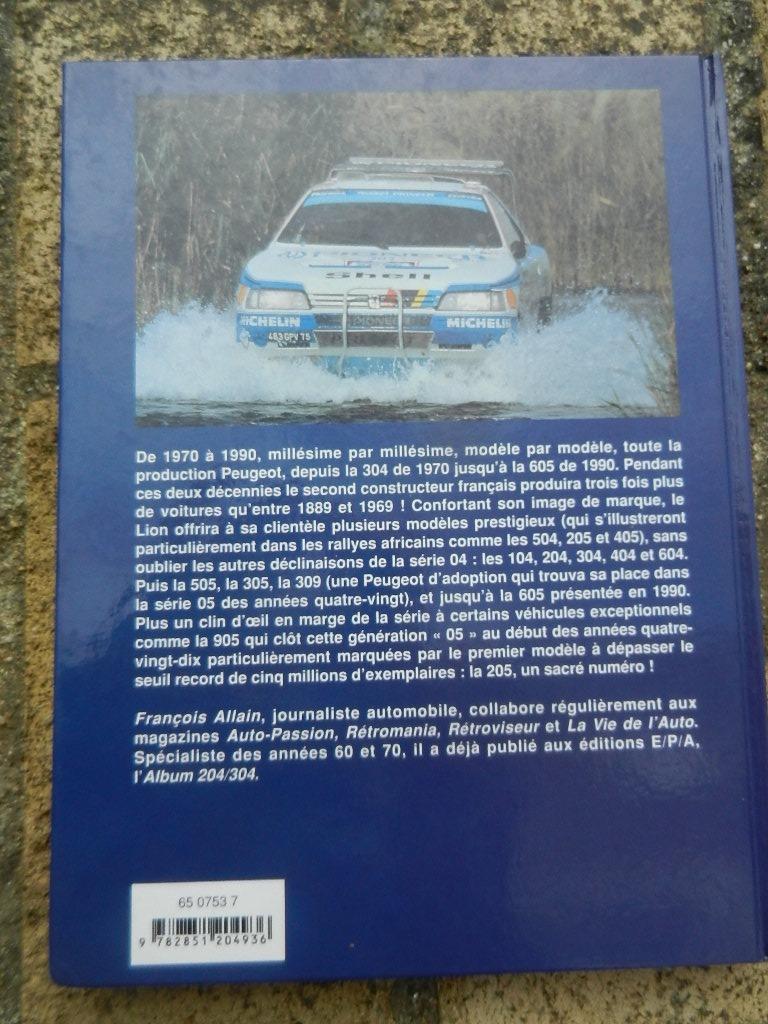 PIONEER
Shell
MICHELIN
MICHELIN
483 GPV 75
De 1970 à 1990, millésime par millésime, modèle par modèle, toute la
production Peugeot, depuis la 304 de 1970 jusqu'à la 605 de 1990. Pendant
ces deux décennies le second constructeur français produira trois fois plus
de voitures qu'entre 1889 et 1969 ! Confortant son image de marque, le
Lion offrira à sa clientèle plusieurs modèles prestigieux (qui s'illustreront
particulièrement dans les rallyes africains comme les 504, 205 et 405), sans
oublier les autres déclinaisons de la série 04 : les 104, 204, 304, 404 et 604.
Puis la 505, la 305, la 309 (une Peugeot d'adoption qui trouva sa place dans
la série 05 des années quatre-vingt), et jusqu'à la 605 présentée en 1990.
Plus un clin d'œil en marge de la série à certains véhicules exceptionnels
comme la 905 qui clôt cette génération « 05 » au début des années quatre-
vingt-dix particulièrement marquées par le premier modèle à dépasser le
seuil record de cinq millions d'exemplaires : la 205, un sacré numéro !
François Allain, journaliste automobile, collabore régulièrement aux
magazines Auto-Passion, Rétromania, Rétroviseur et La Vie de l'Auto.
Spécialiste des années 60 et 70, il a déjà publié aux éditions E/P/A,
l'Album 204/304.
65 0753 7
9 782851 204936